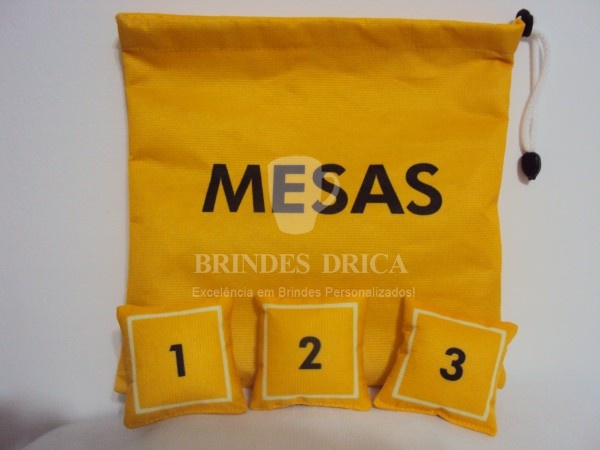 MESAS
BRINDES DRICA
Excelência em Brindes Personalizados!
1 2 3